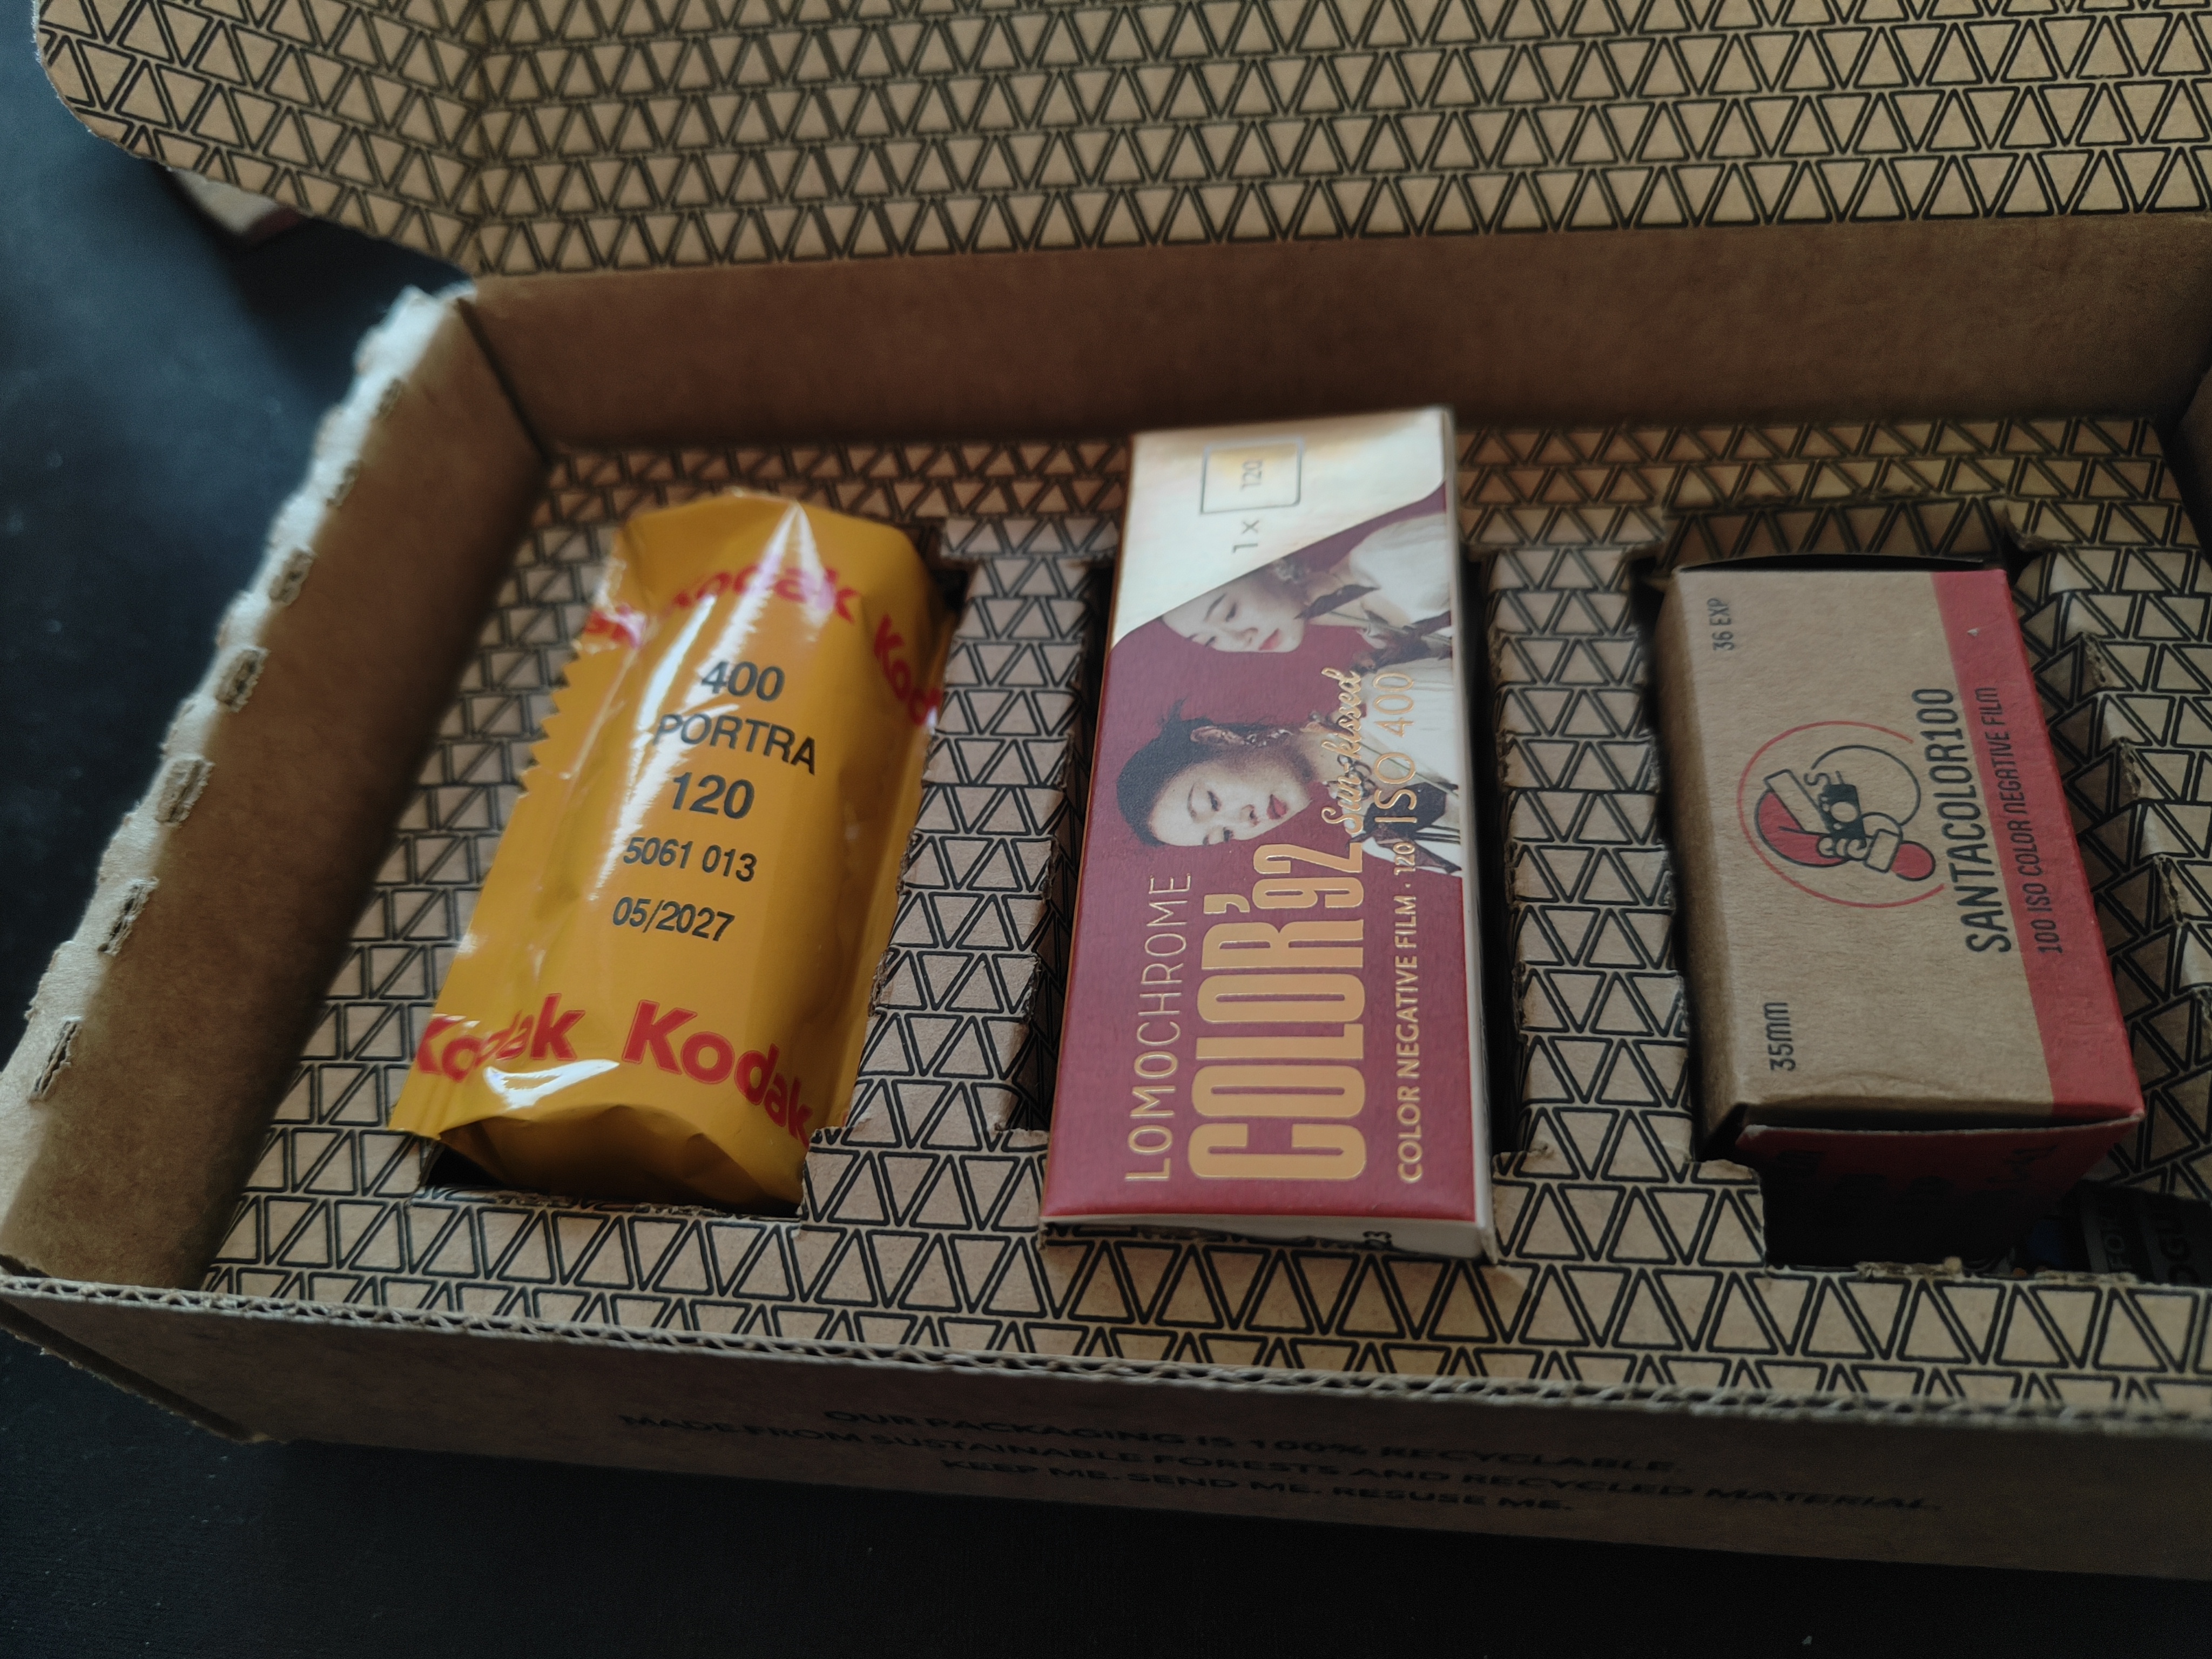 Kodak Kod
400
PORTRA
120
5061 013
05/2027
Kodak Kodak
1 x 120
LOMOCHROME
COLOR'92
Sun-kissed
COLOR NEGATIVE FILM · 120 ISO 400
36 EXP
35mm
SANTACOLOR100
100 ISO COLOR NEGATIVE FILM
OUR PACKAGING IS 100% RECYCLABLE.
MADE FROM SUSTAINABLE FORESTS AND RECYCLED MATERIAL.
KEEP ME. SEND ME. RESUSE ME.